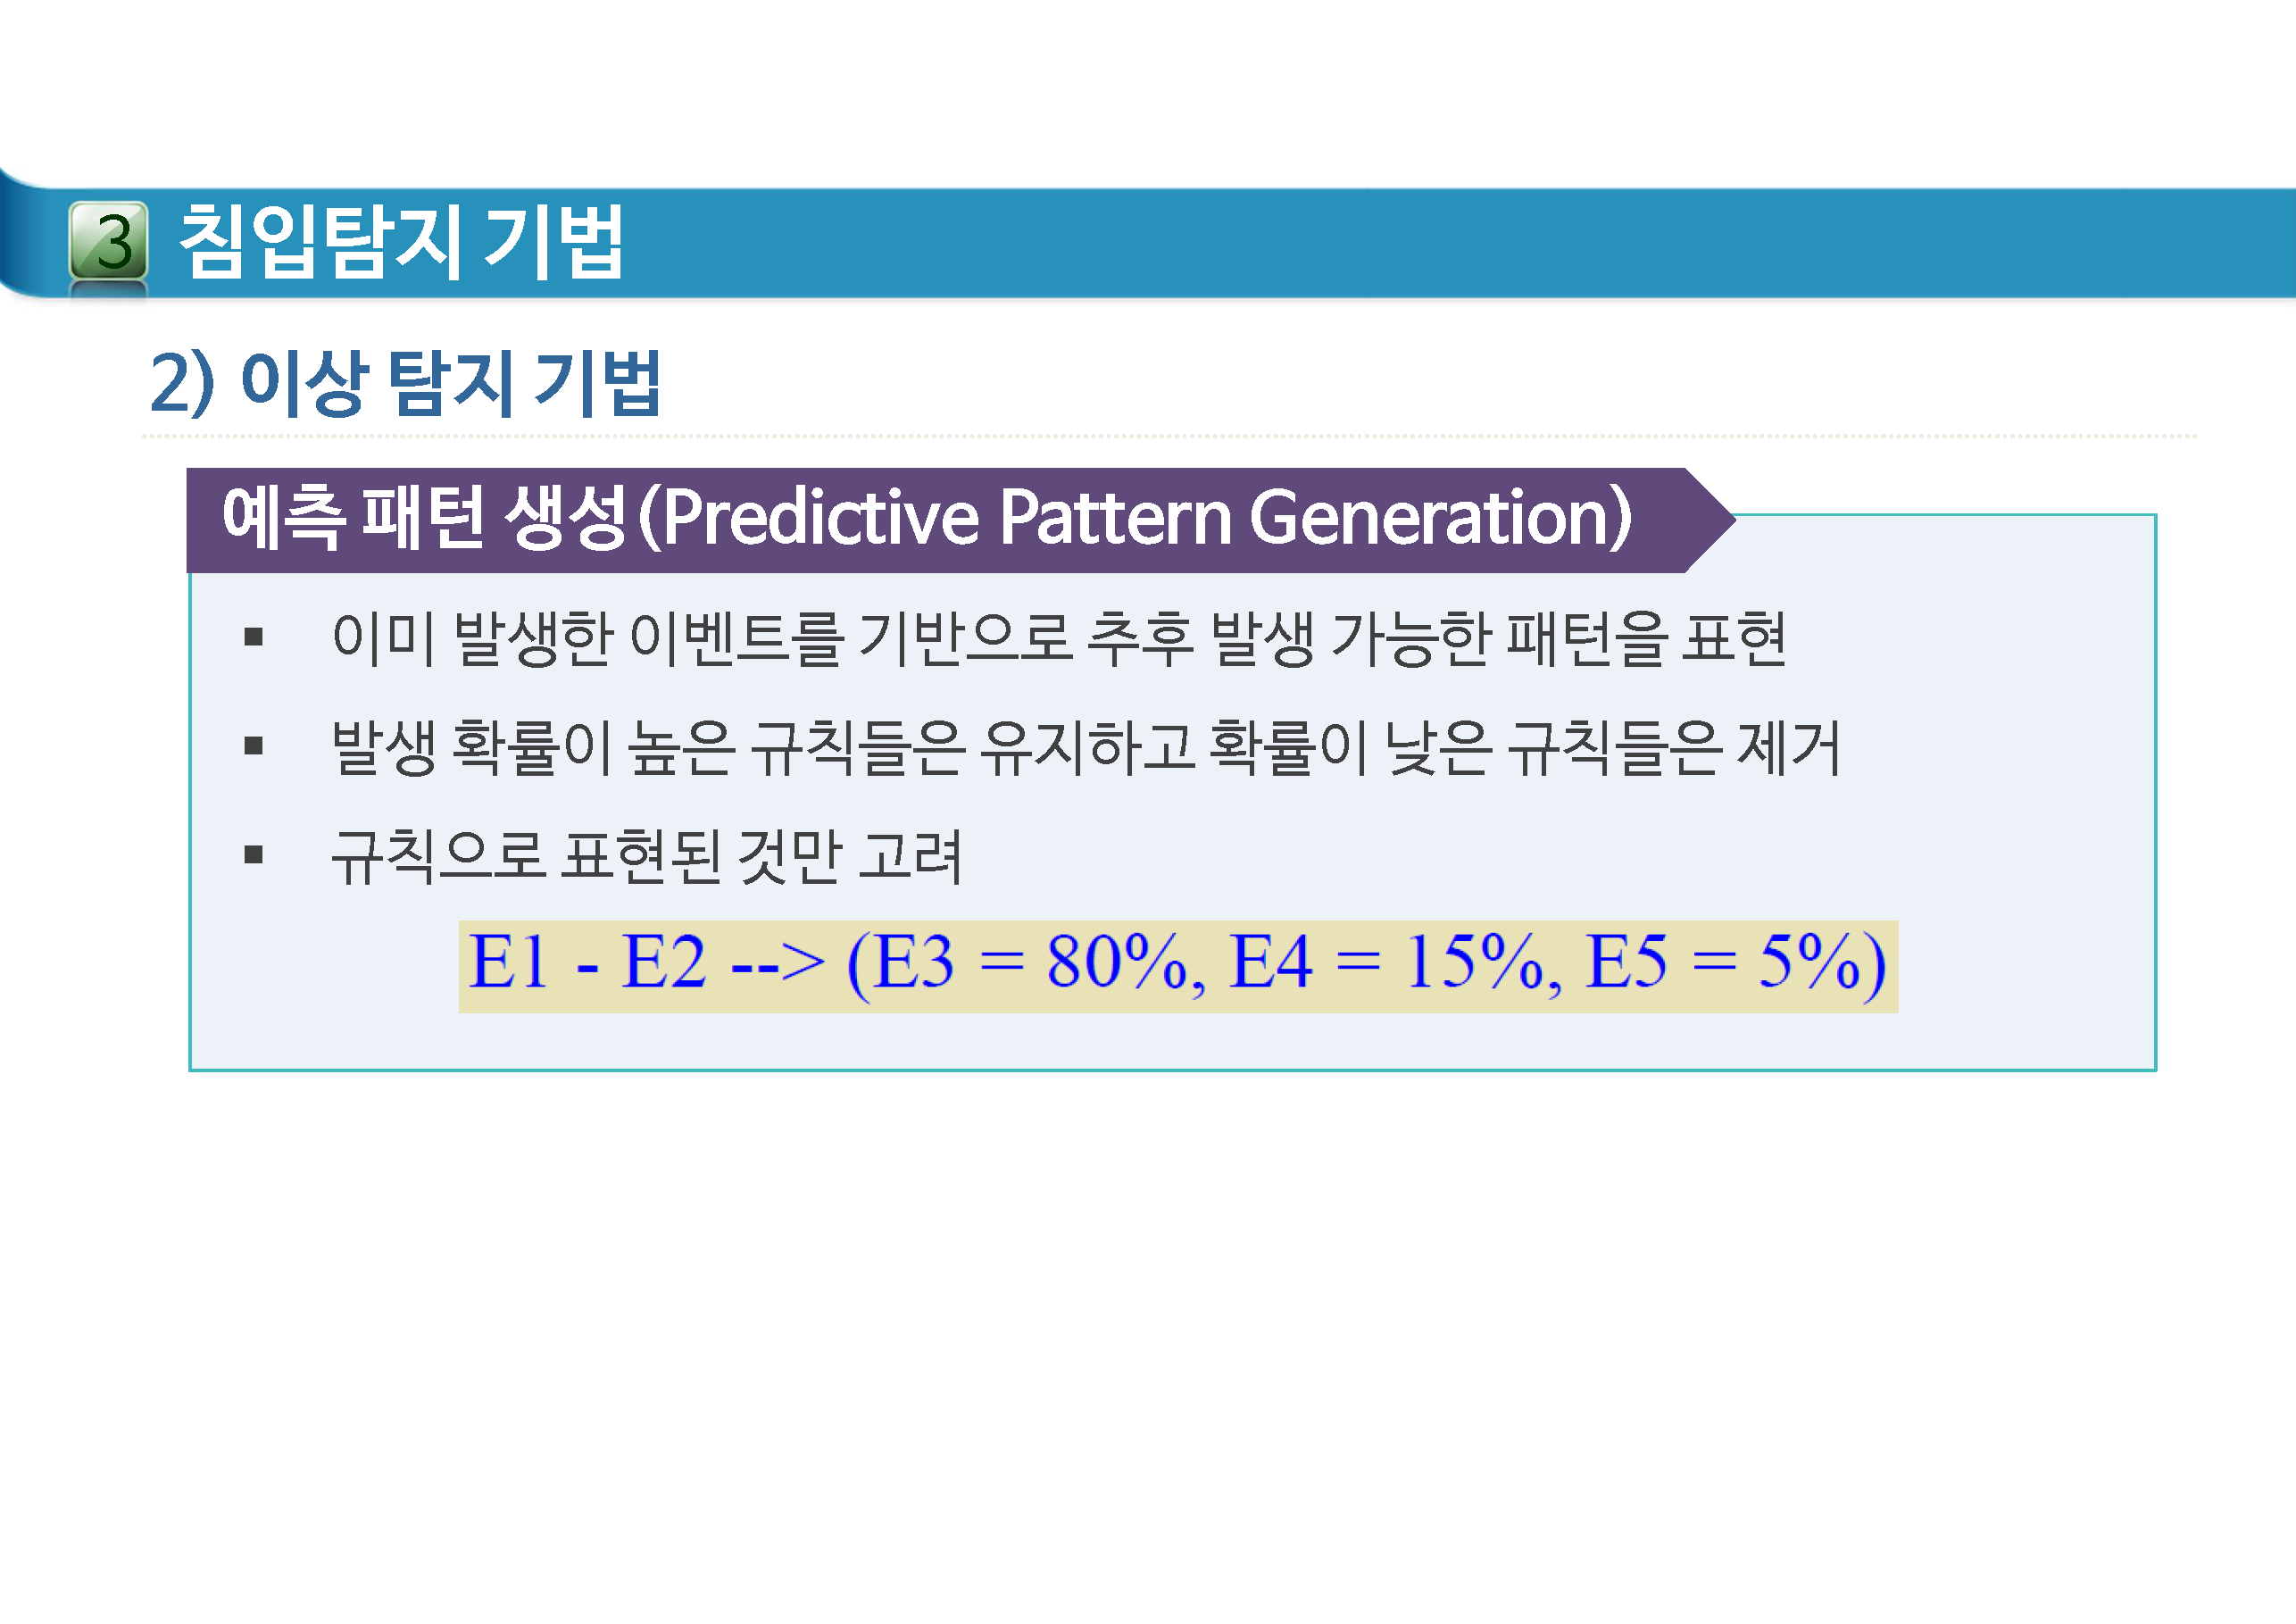 3 침입탐지 기법
2) 이상 탐지 기법
예측 패턴 생성(Predictive Pattern Generation)
▪ 이미 발생한 이벤트를 기반으로 추후 발생 가능한 패턴을 표현
▪ 발생 확률이 높은 규칙들은 유지하고 확률이 낮은 규칙들은 제거
▪ 규칙으로 표현된 것만 고려
E1 - E2 --> (E3 = 80%, E4 = 15%, E5 = 5%)